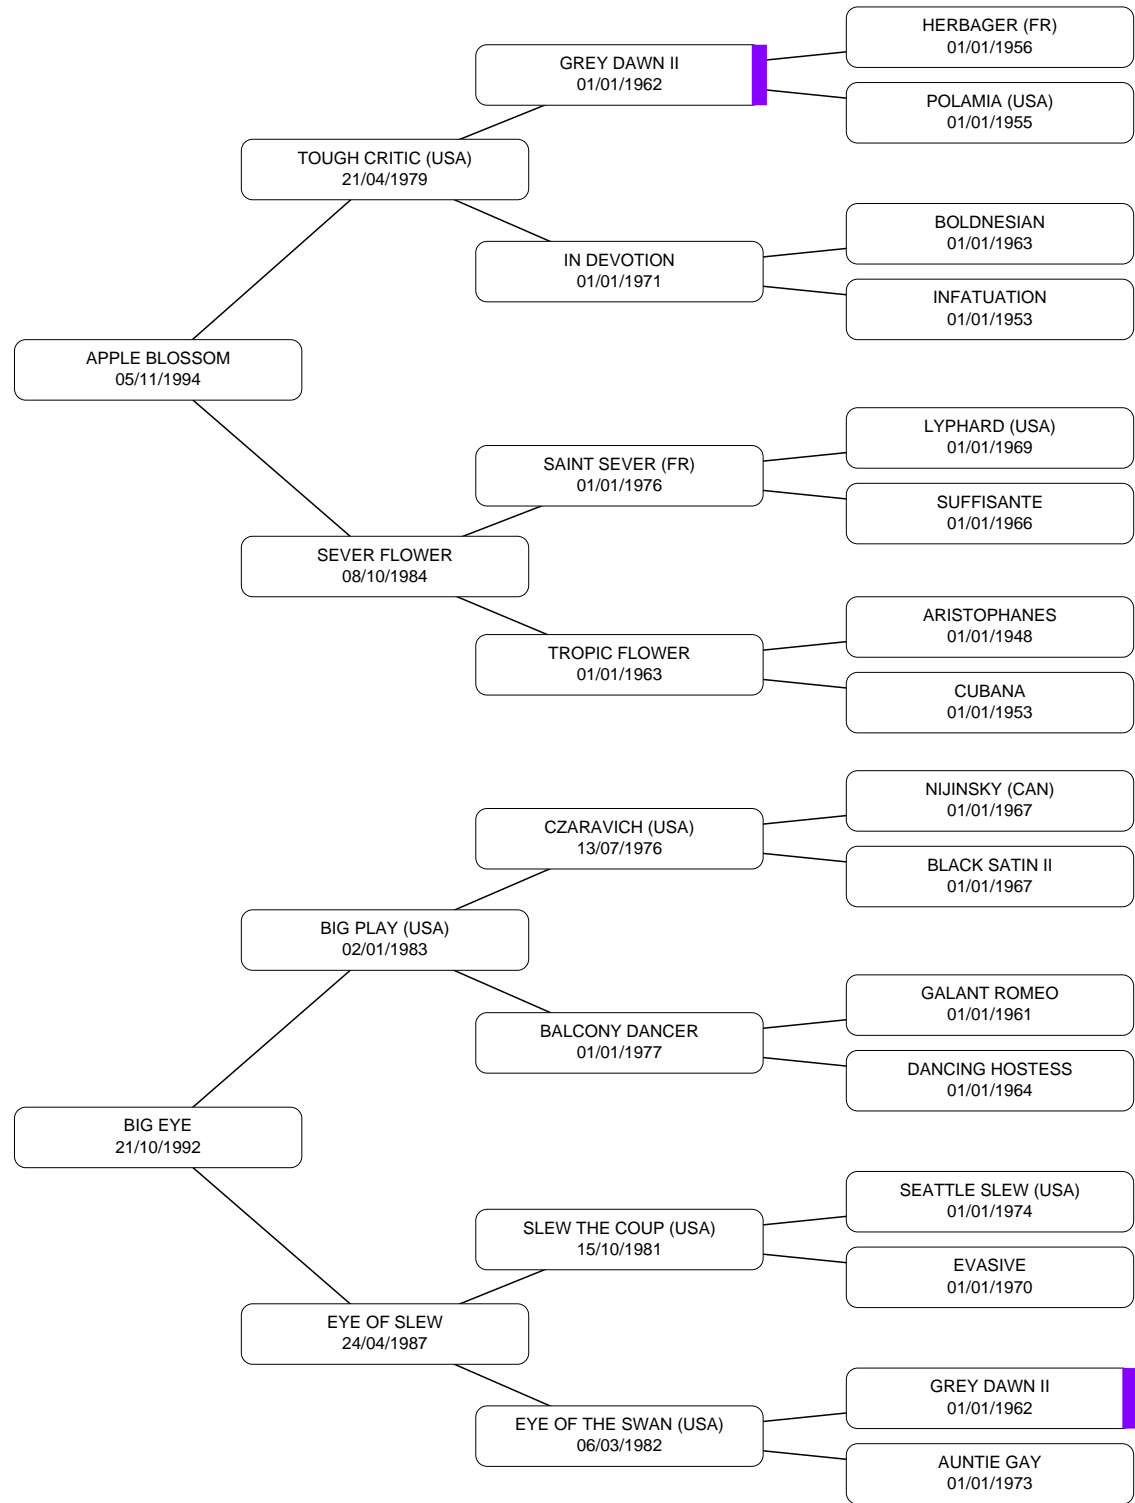 HERBAGER (FR)
01/01/1956
GREY DAWN II
01/01/1962
POLAMIA (USA)
01/01/1955
TOUGH CRITIC (USA)
21/04/1979
BOLDNESIAN
01/01/1963
IN DEVOTION
01/01/1971
INFATUATION
01/01/1953
APPLE BLOSSOM
05/11/1994
LYPHARD (USA)
01/01/1969
SAINT SEVER (FR)
01/01/1976
SUFFISANTE
01/01/1966
SEVER FLOWER
08/10/1984
ARISTOPHANES
01/01/1948
TROPIC FLOWER
01/01/1963
CUBANA
01/01/1953
NIJINSKY (CAN)
01/01/1967
CZARAVICH (USA)
13/07/1976
BLACK SATIN II
01/01/1967
BIG PLAY (USA)
02/01/1983
GALANT ROMEO
01/01/1961
BALCONY DANCER
01/01/1977
DANCING HOSTESS
01/01/1964
BIG EYE
21/10/1992
SEATTLE SLEW (USA)
01/01/1974
SLEW THE COUP (USA)
15/10/1981
EVASIVE
01/01/1970
EYE OF SLEW
24/04/1987
GREY DAWN II
01/01/1962
EYE OF THE SWAN (USA)
06/03/1982
AUNTIE GAY
01/01/1973